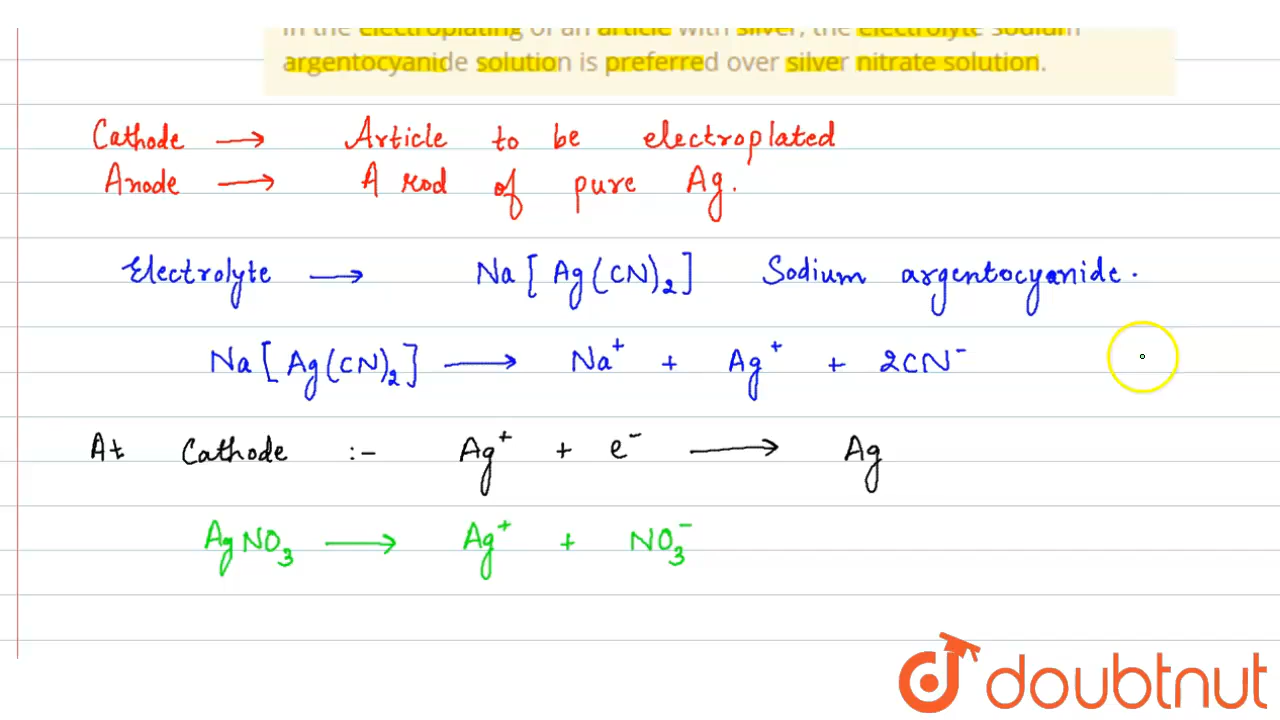 In the electroplating of an article with silver, the electrolyte sodium
argentocyanide solution is preferred over silver nitrate solution.
Cathode → Article to be electroplated
Anode → A rod of pure Ag.
Electrolyte → Na[Ag(CN)₂] Sodium argentocyanide.
Na[Ag(CN)₂] → Na⁺ + Ag⁺ + 2CN⁻
At Cathode :- Ag⁺ + e⁻ → Ag
AgNO₃ → Ag⁺ + NO₃⁻
doubtnut